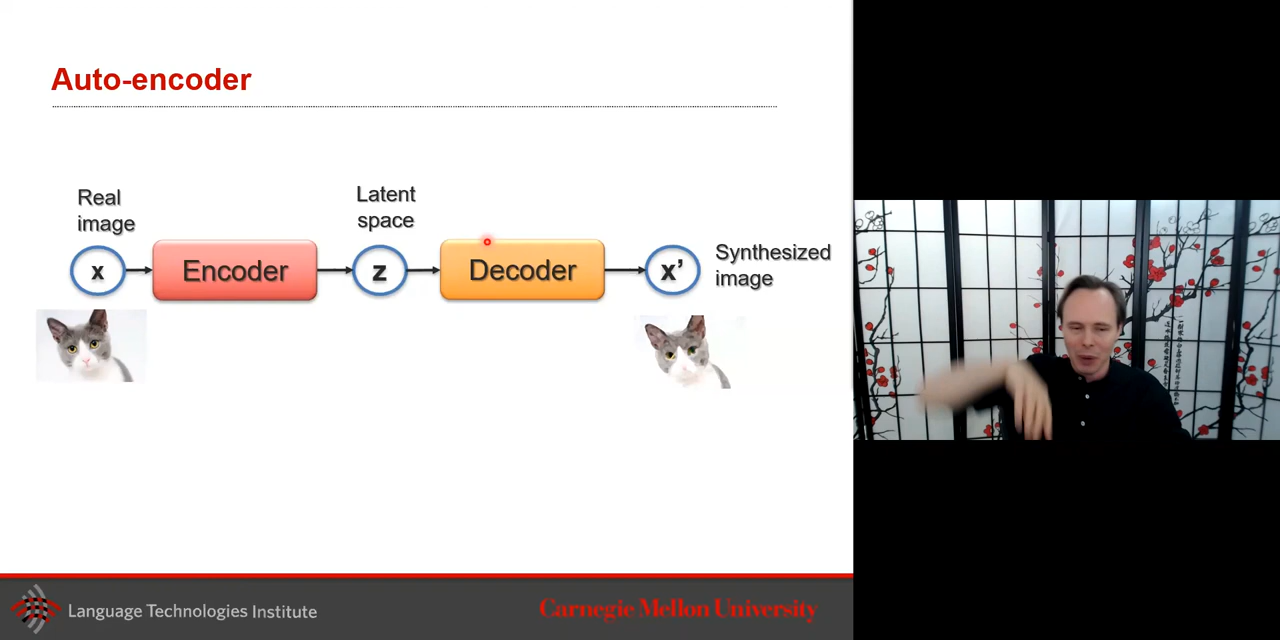 Auto-encoder
Real
image
Latent
space
x
Encoder
z
Decoder
x’
Synthesized
image
Language Technologies Institute
Carnegie Mellon University